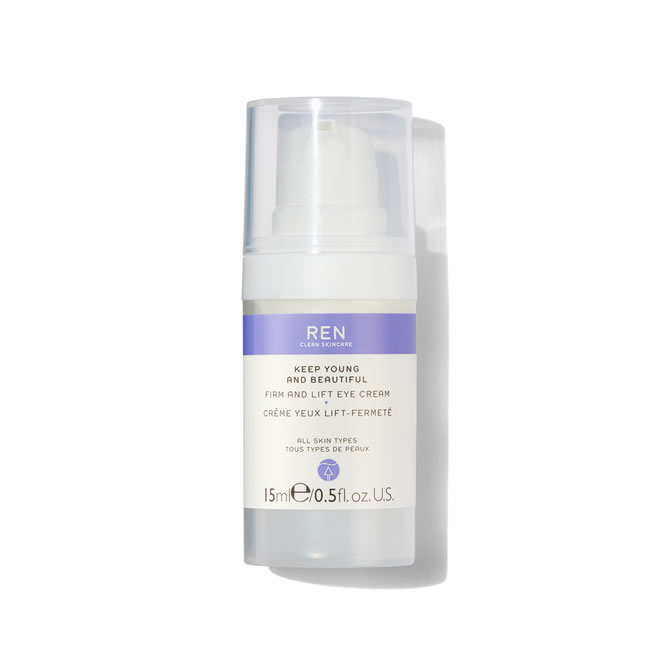 REN
CLEAN SKINCARE
KEEP YOUNG
AND BEAUTIFUL
FIRM AND LIFT EYE CREAM
CRÈME YEUX LIFT-FERMETÉ
ALL SKIN TYPES
TOUS TYPES DE PEAUX
15ml℮/0.5fl.oz.U.S.